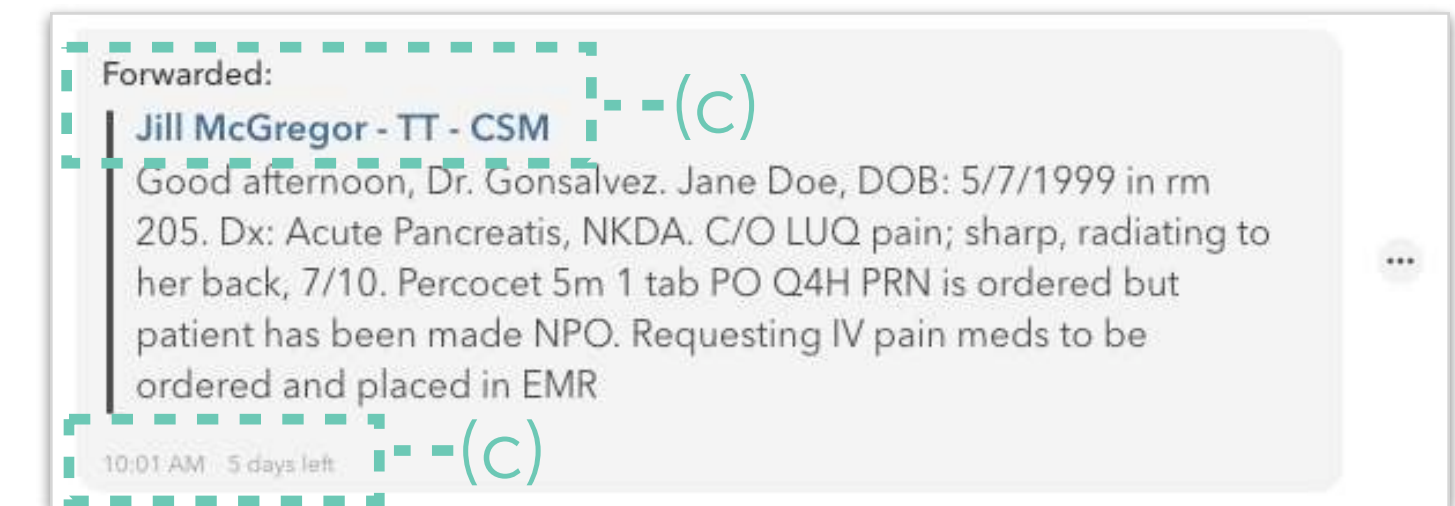 Forwarded:
(c)
Jill McGregor - TT - CSM
Good afternoon, Dr. Gonsalvez. Jane Doe, DOB: 5/7/1999 in rm
205. Dx: Acute Pancreatis, NKDA. C/O LUQ pain; sharp, radiating to
her back, 7/10. Percocet 5m 1 tab PO Q4H PRN is ordered but
patient has been made NPO. Requesting IV pain meds to be
ordered and placed in EMR
10:01 AM 5 days left
(c)